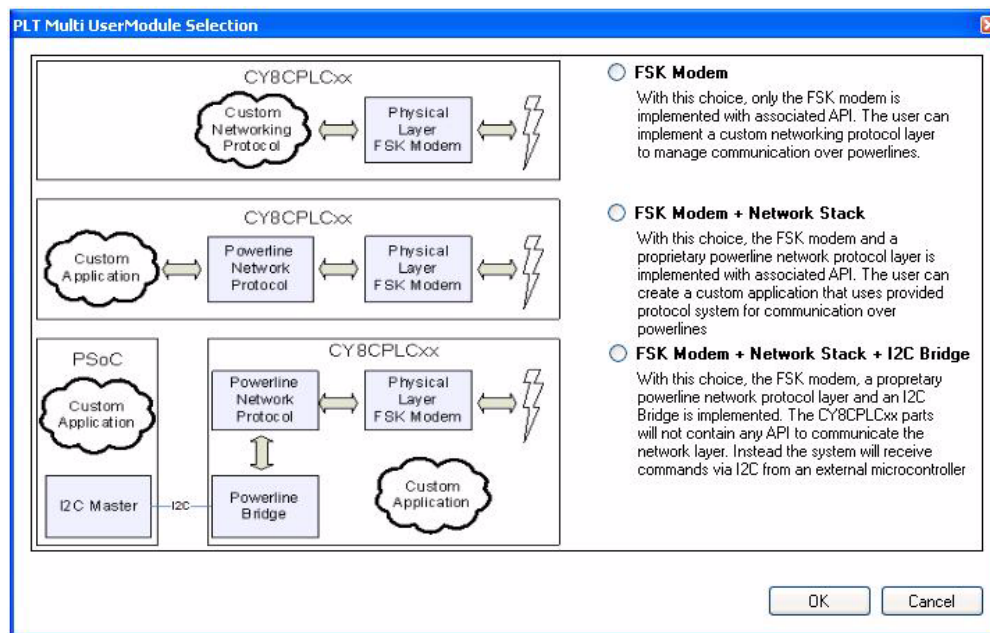 PLT Multi UserModule Selection
CY8CPLCxx
Custom
Networking
Protocol
Physical
Layer
FSK Modem
FSK Modem
With this choice, only the FSK modem is
implemented with associated API. The user can
implement a custom networking protocol layer
to manage communication over powerlines.
CY8CPLCxx
Custom
Application
Powerline
Network
Protocol
Physical
Layer
FSK Modem
FSK Modem + Network Stack
With this choice, the FSK modem and a
proprietary powerline network protocol layer is
implemented with associated API. The user can
create a custom application that uses provided
protocol system for communication over
powerlines
PSoC
Custom
Application
I2C Master
I2C
CY8CPLCxx
Powerline
Network
Protocol
Physical
Layer
FSK Modem
Powerline
Bridge
Custom
Application
FSK Modem + Network Stack + I2C Bridge
With this choice, the FSK modem, a propretary
powerline network protocol layer and an I2C
Bridge is implemented. The CY8CPLCxx parts
will not contain any API to communicate the
network layer. Instead the system will receive
commands via I2C from an external microcontroller
OK
Cancel